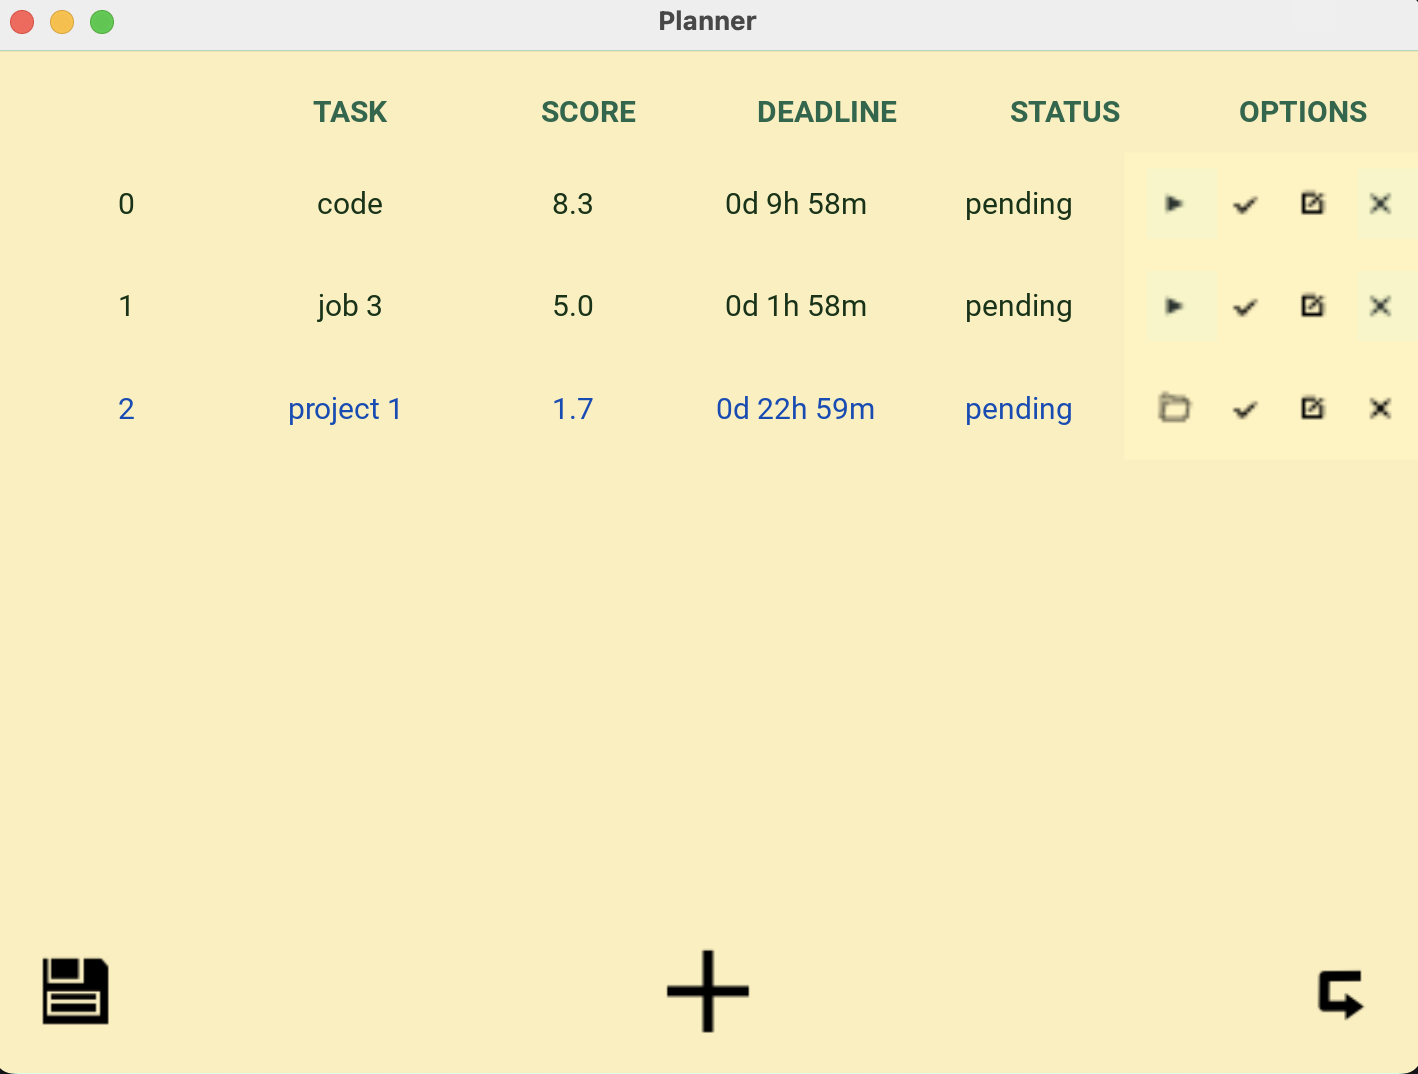 Planner
TASK SCORE DEADLINE STATUS OPTIONS
0 code 8.3 0d 9h 58m pending
1 job 3 5.0 0d 1h 58m pending
2 project 1 1.7 0d 22h 59m pending